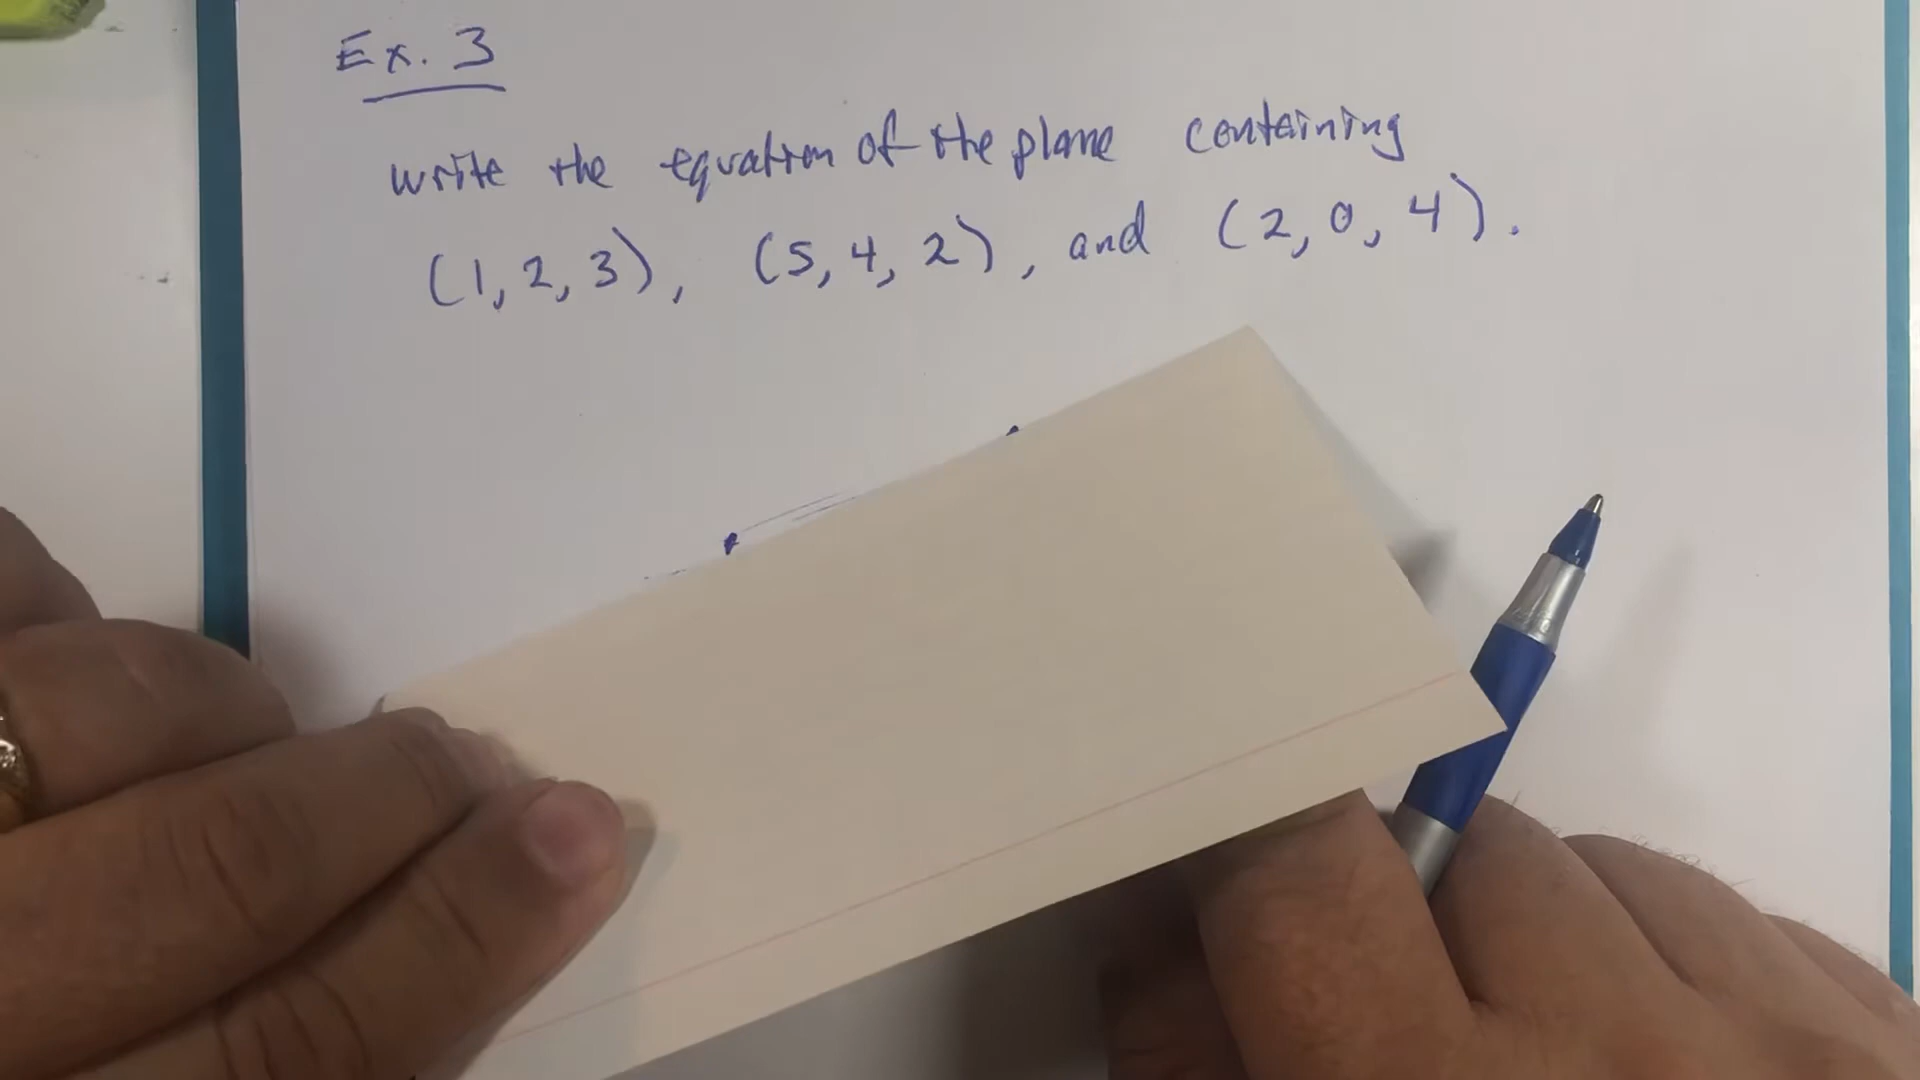 Ex. 3
write the equation of the plane containing
(1, 2, 3), (5, 4, 2), and (2, 0, 4).